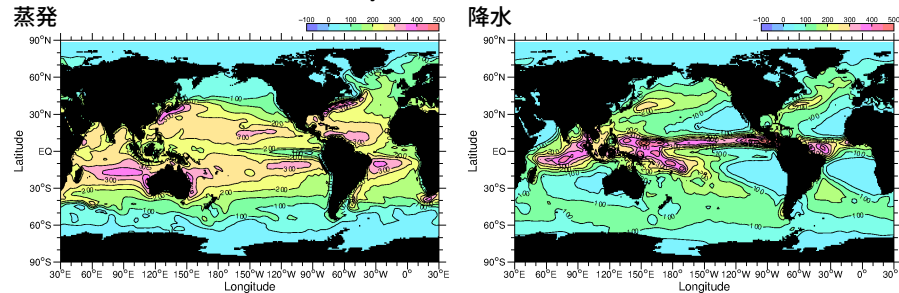 蒸発
降水
−100 0 100 200 300 400 500
−100 0 100 200 300 400 500
90°N
60°N
30°N
EQ
30°S
60°S
90°S
Latitude
30°E 60°E 90°E 120°E 150°E 180° 150°W 120°W 90°W 60°W 30°W 0° 30°E
Longitude
90°N
60°N
30°N
EQ
30°S
60°S
90°S
Latitude
30°E 60°E 90°E 120°E 150°E 180° 150°W 120°W 90°W 60°W 30°W 0°
Longitude